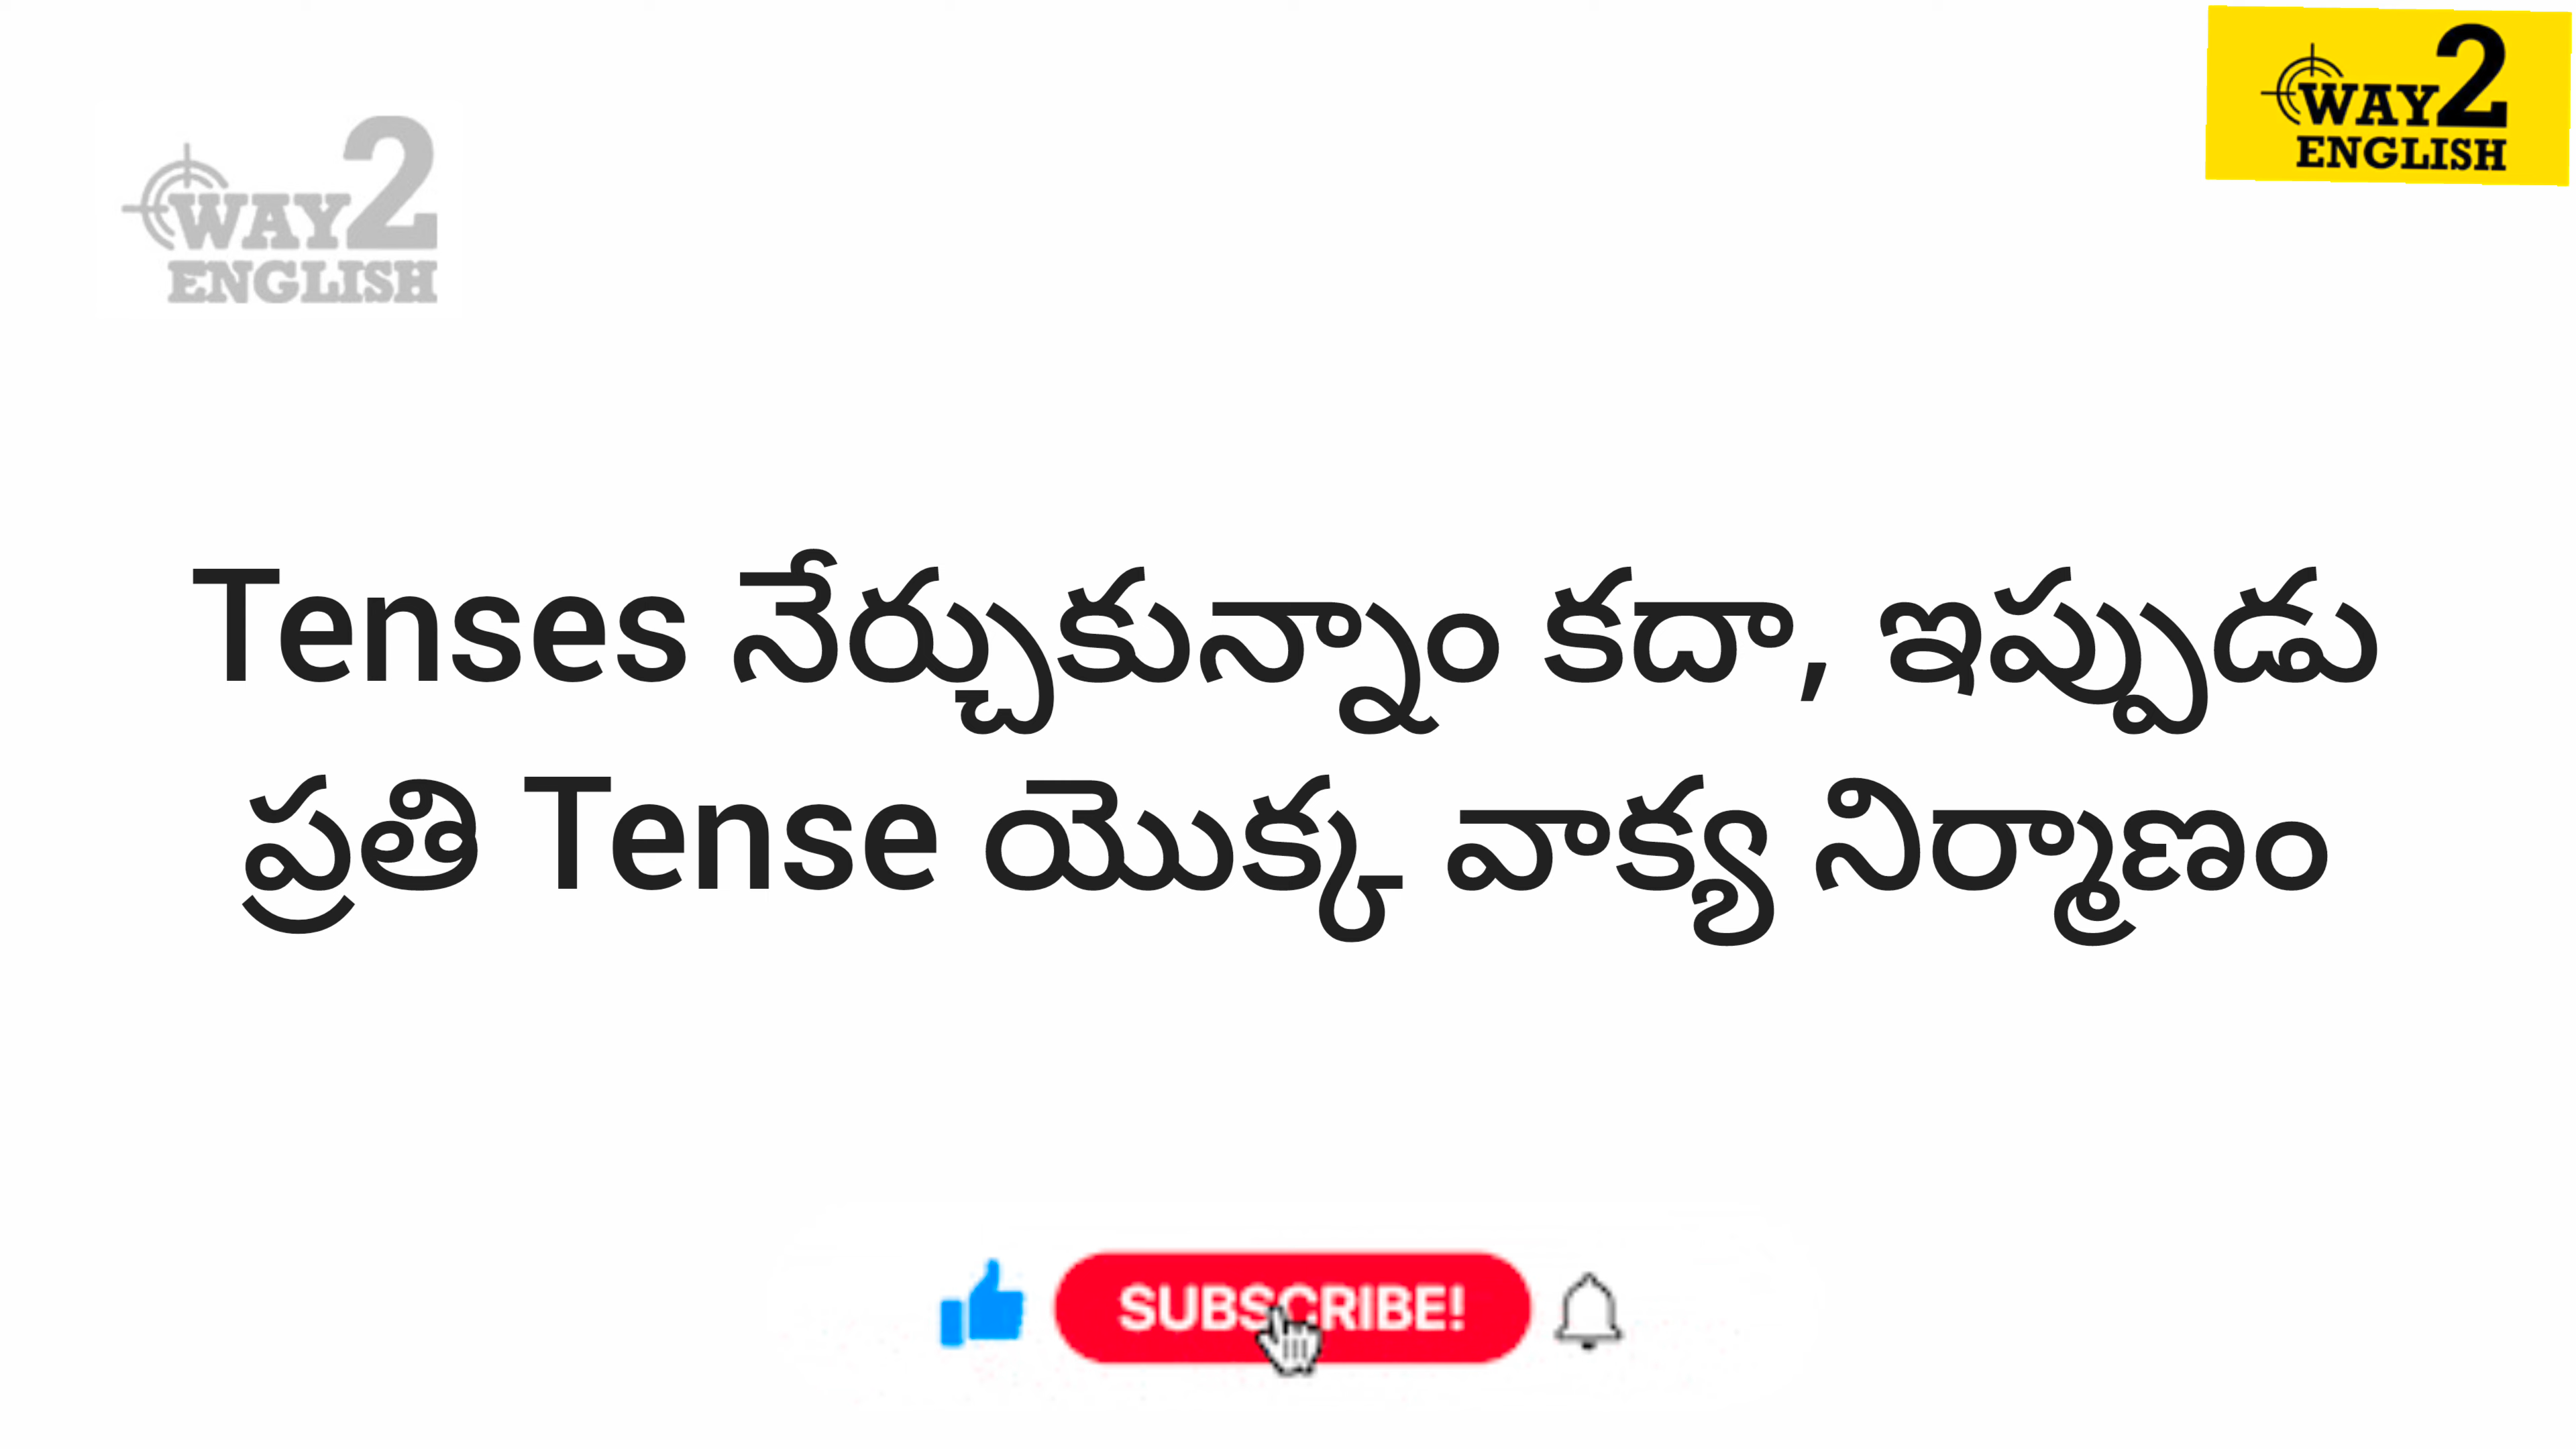 WAY2
ENGLISH
WAY2
ENGLISH
Tenses నేర్చుకున్నాం కదా, ఇప్పుడు
ప్రతి Tense యొక్క వాక్య నిర్మాణం
SUBSCRIBE!